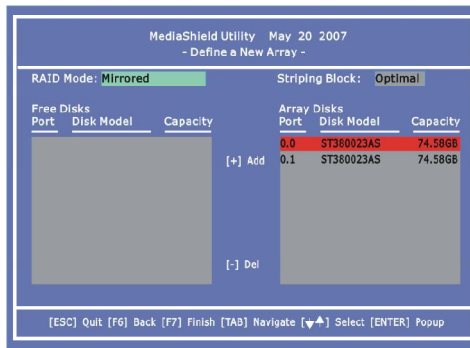 MediaShield Utility May 20 2007
- Define a New Array -
RAID Mode: Mirrored Striping Block: Optimal
Free Disks Array Disks
Port Disk Model Capacity Port Disk Model Capacity
0.0 ST380023AS 74.58GB
[+] Add 0.1 ST380023AS 74.58GB
[-] Del
[ESC] Quit [F6] Back [F7] Finish [TAB] Navigate [↓↑] Select [ENTER] Popup